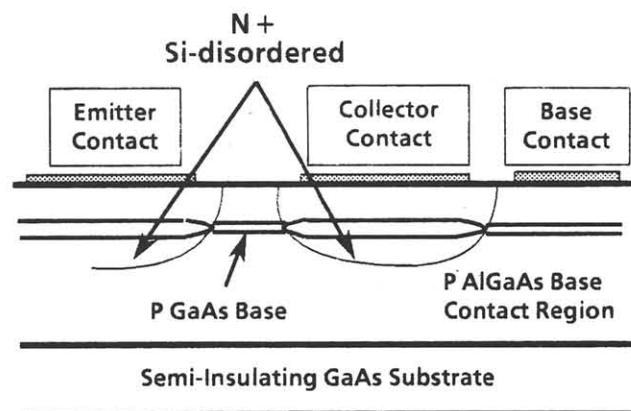 N +
Si-disordered
Emitter
Contact
Collector
Contact
Base
Contact
P GaAs Base
P AlGaAs Base
Contact Region
Semi-Insulating GaAs Substrate